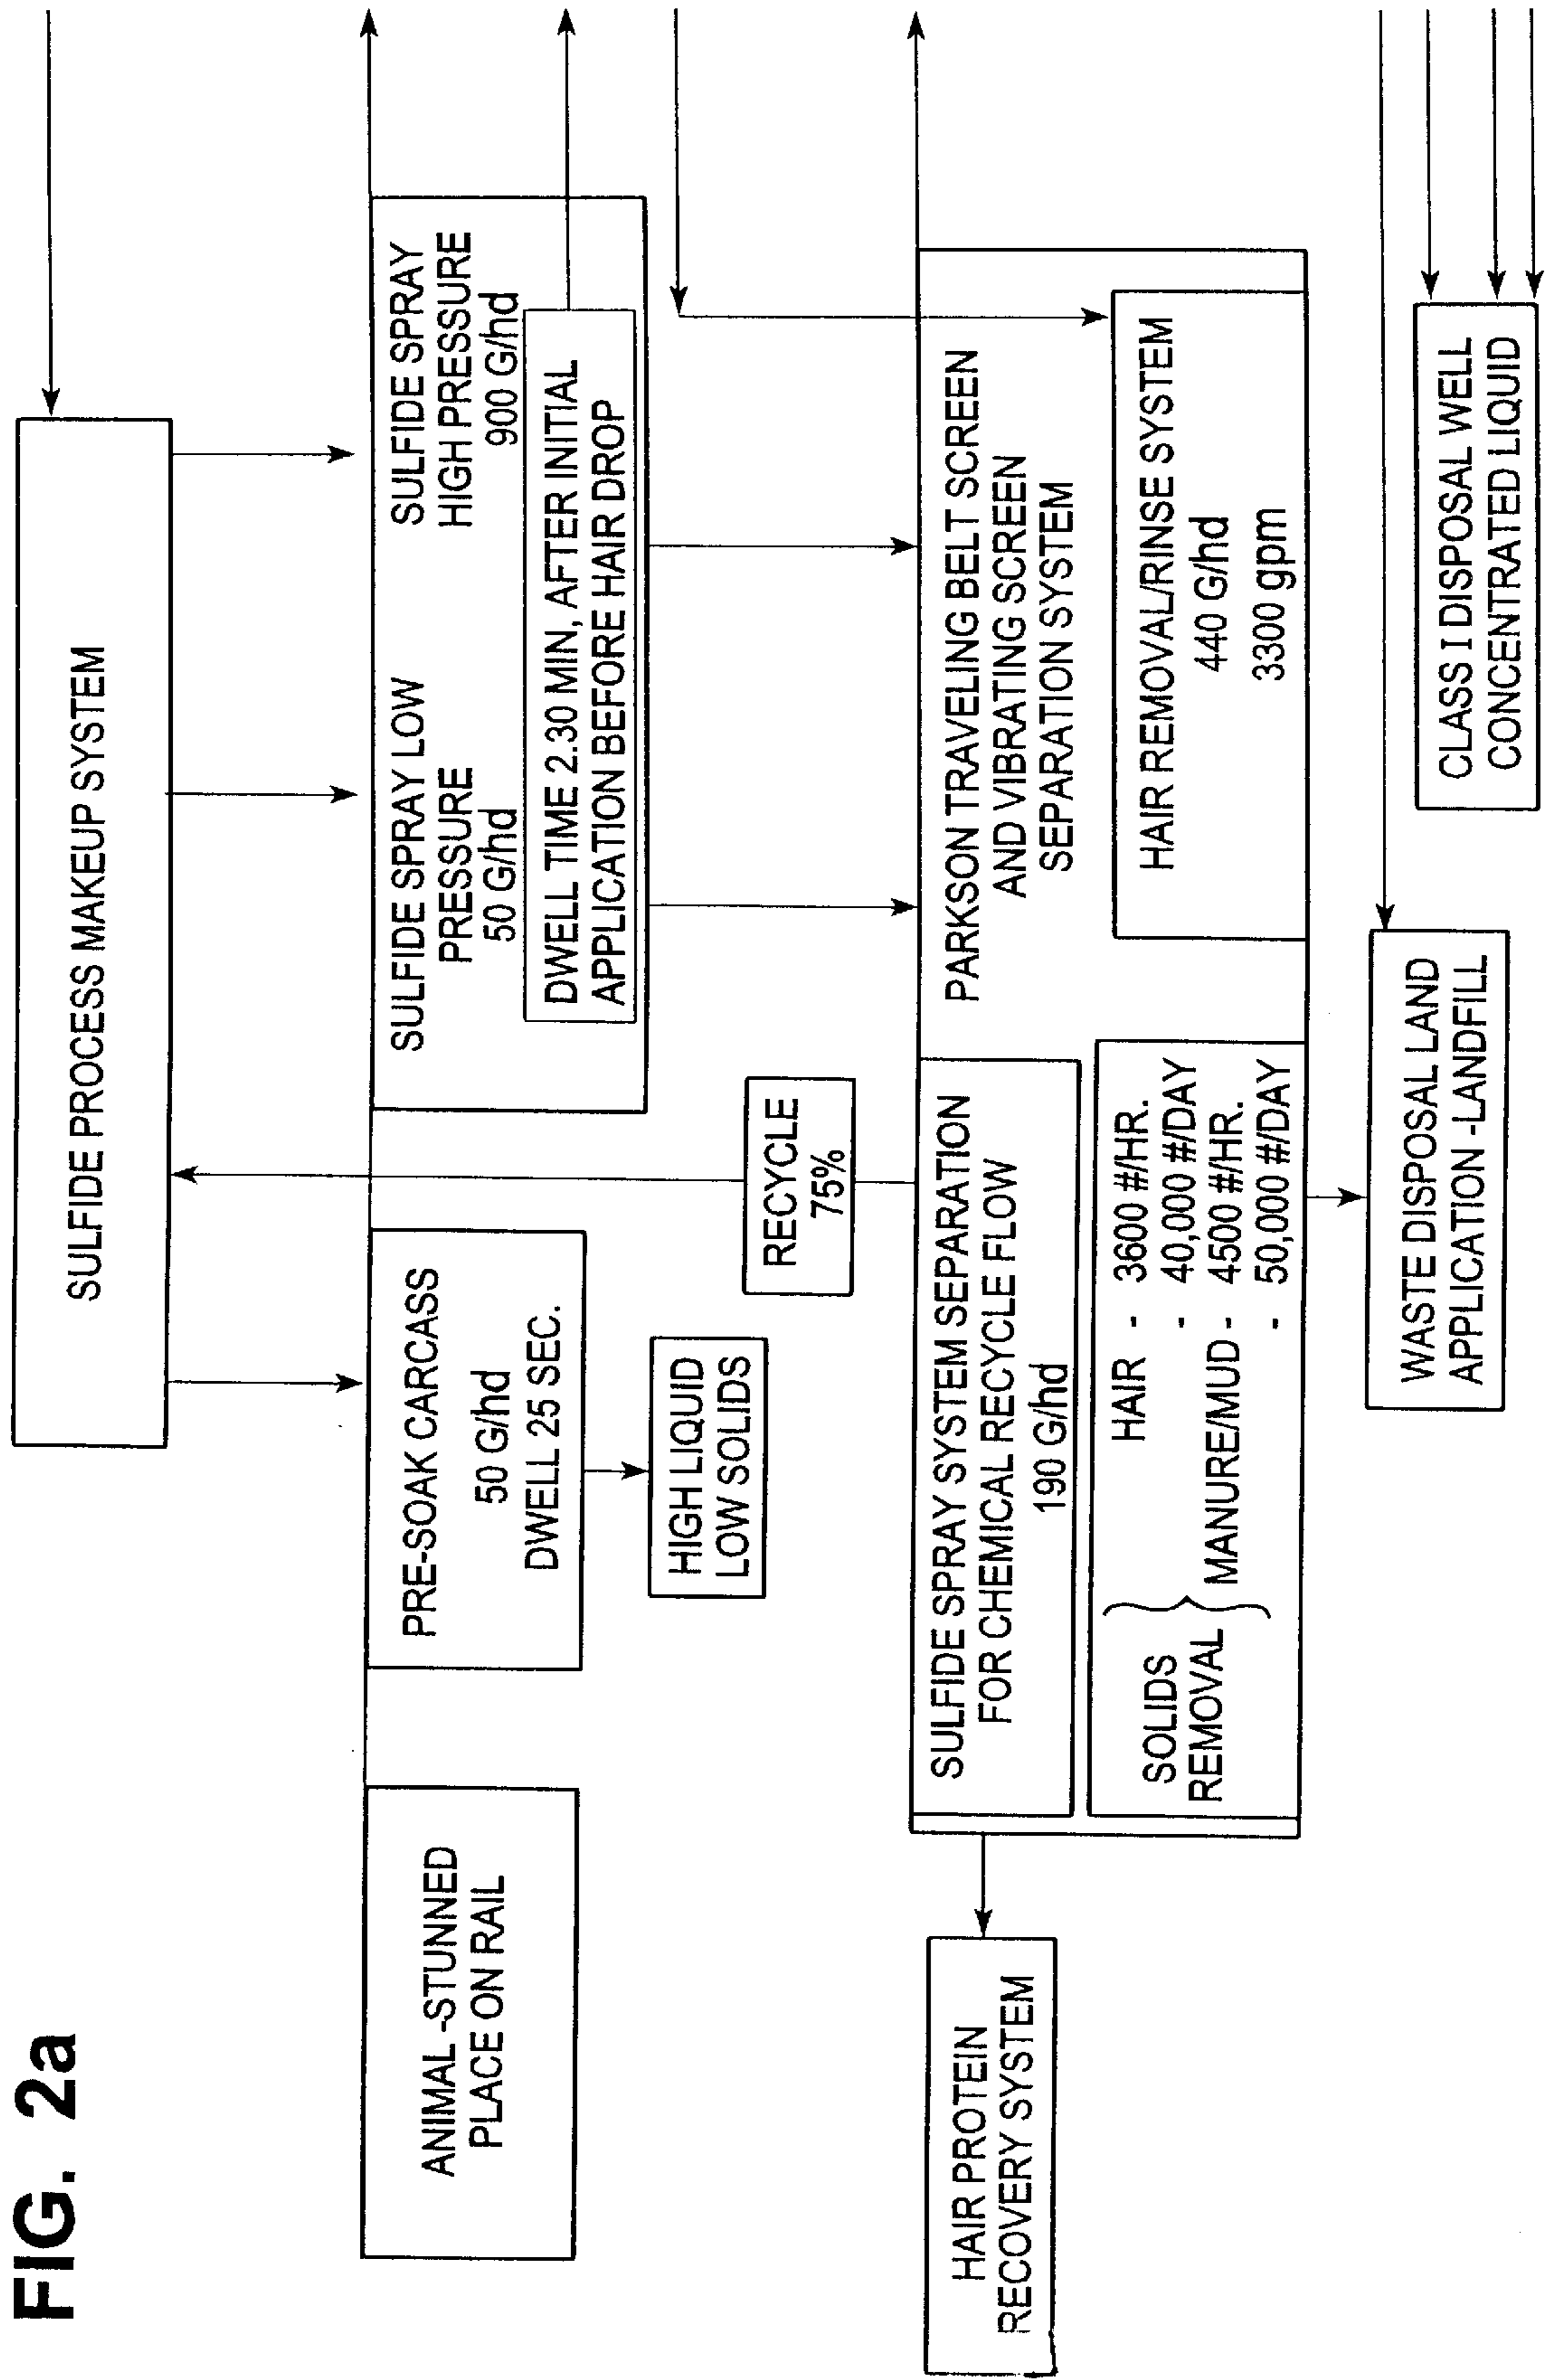 FIG. 2a
SULFIDE PROCESS MAKEUP SYSTEM
ANIMAL -STUNNED
PLACE ON RAIL
PRE-SOAK CARCASS
50 G/hd
DWELL 25 SEC.
HIGH LIQUID
LOW SOLIDS
SULFIDE SPRAY LOW
PRESSURE
50 G/hd
SULFIDE SPRAY
HIGH PRESSURE
900 G/hd
DWELL TIME 2.30 MIN, AFTER INITIAL
APPLICATION BEFORE HAIR DROP
RECYCLE
75%
HAIR PROTEIN
RECOVERY SYSTEM
SULFIDE SPRAY SYSTEM SEPARATION
FOR CHEMICAL RECYCLE FLOW
190 G/hd
SOLIDS
REMOVAL
HAIR - 3600 #/HR.
- 40,000 #/DAY
MANURE/MUD - 4500 #/HR.
- 50,000 #/DAY
PARKSON TRAVELING BELT SCREEN
AND VIBRATING SCREEN
SEPARATION SYSTEM
HAIR REMOVAL/RINSE SYSTEM
440 G/hd
3300 gpm
WASTE DISPOSAL LAND
APPLICATION -LANDFILL
CLASS I DISPOSAL WELL
CONCENTRATED LIQUID